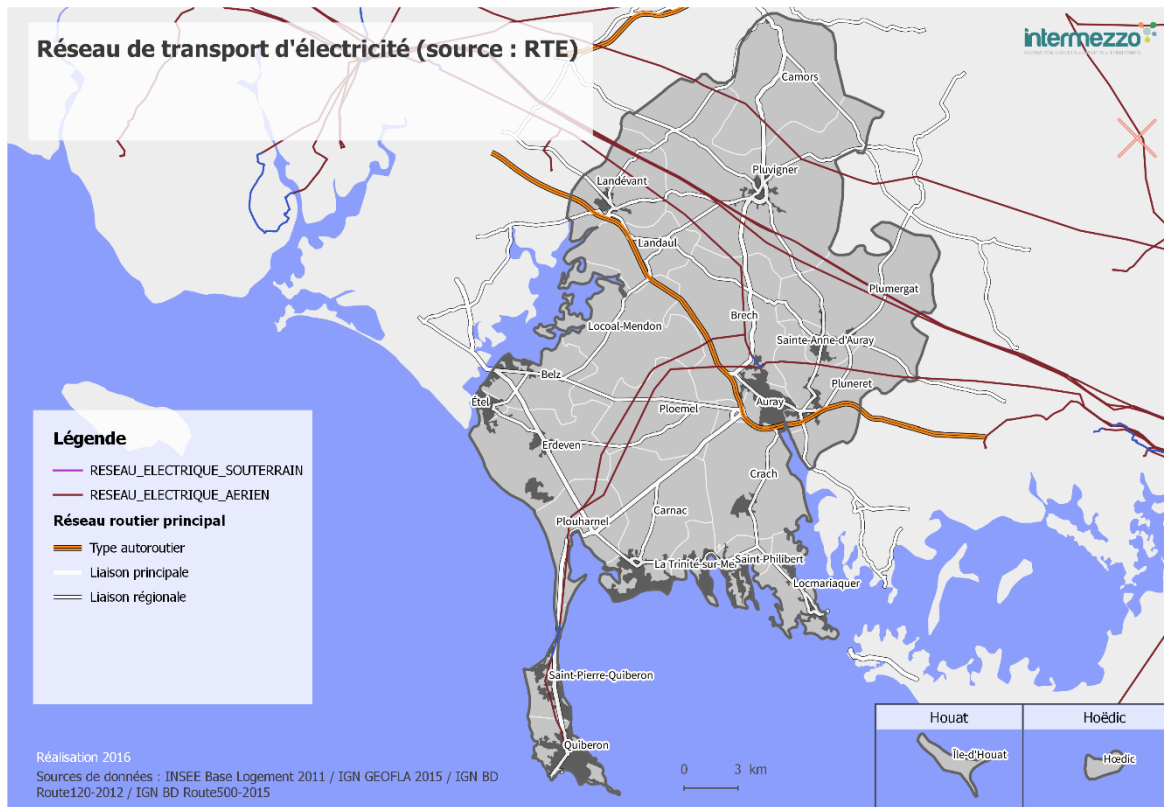 Réseau de transport d'électricité (source : RTE)
intermezzo
Camors
Pluvigner
Landévant
Landaul
Plumergat
Brech
Locoal-Mendon
Sainte-Anne-d'Auray
Belz
Pluneret
Étel
Ploemel
Auray
Erdeven
Crach
Plouharnel
Carnac
La Trinité-sur-Me
Saint-Philibert
Locmariaquer
Saint-Pierre-Quiberon
Quiberon
Légende
RESEAU_ELECTRIQUE_SOUTERRAIN
RESEAU_ELECTRIQUE_AERIEN
Réseau routier principal
Type autoroutier
Liaison principale
Liaison régionale
Houat
Hoëdic
Île-d'Houat
Hœdic
0 3 km
Réalisation 2016
Sources de données : INSEE Base Logement 2011 / IGN GEOFLA 2015 / IGN BD
Route120-2012 / IGN BD Route500-2015